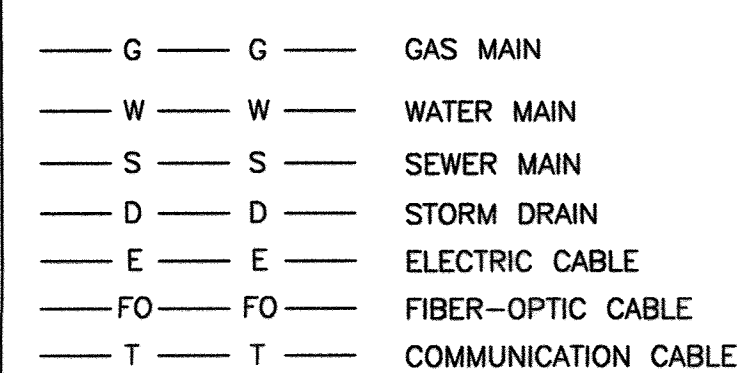 G G GAS MAIN
W W WATER MAIN
S S SEWER MAIN
D D STORM DRAIN
E E ELECTRIC CABLE
FO FO FIBER-OPTIC CABLE
T T COMMUNICATION CABLE